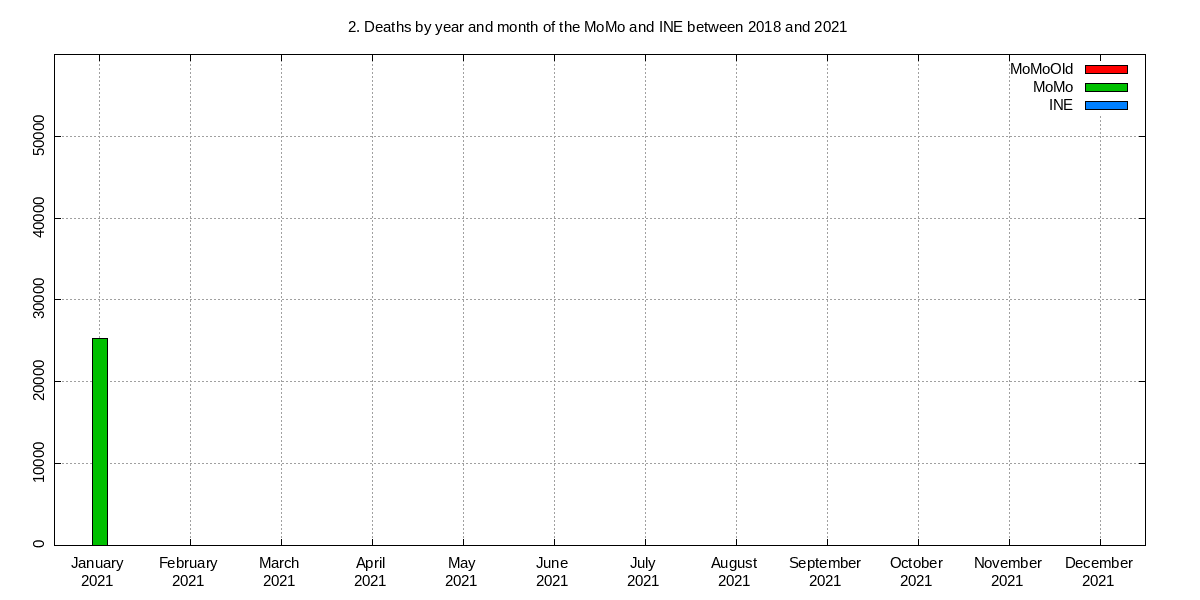 2. Deaths by year and month of the MoMo and INE between 2018 and 2021
MoMoOld
MoMo
INE
50000
40000
30000
20000
10000
0
January February March April May June July August September October November December
2021 2021 2021 2021 2021 2021 2021 2021 2021 2021 2021 2021